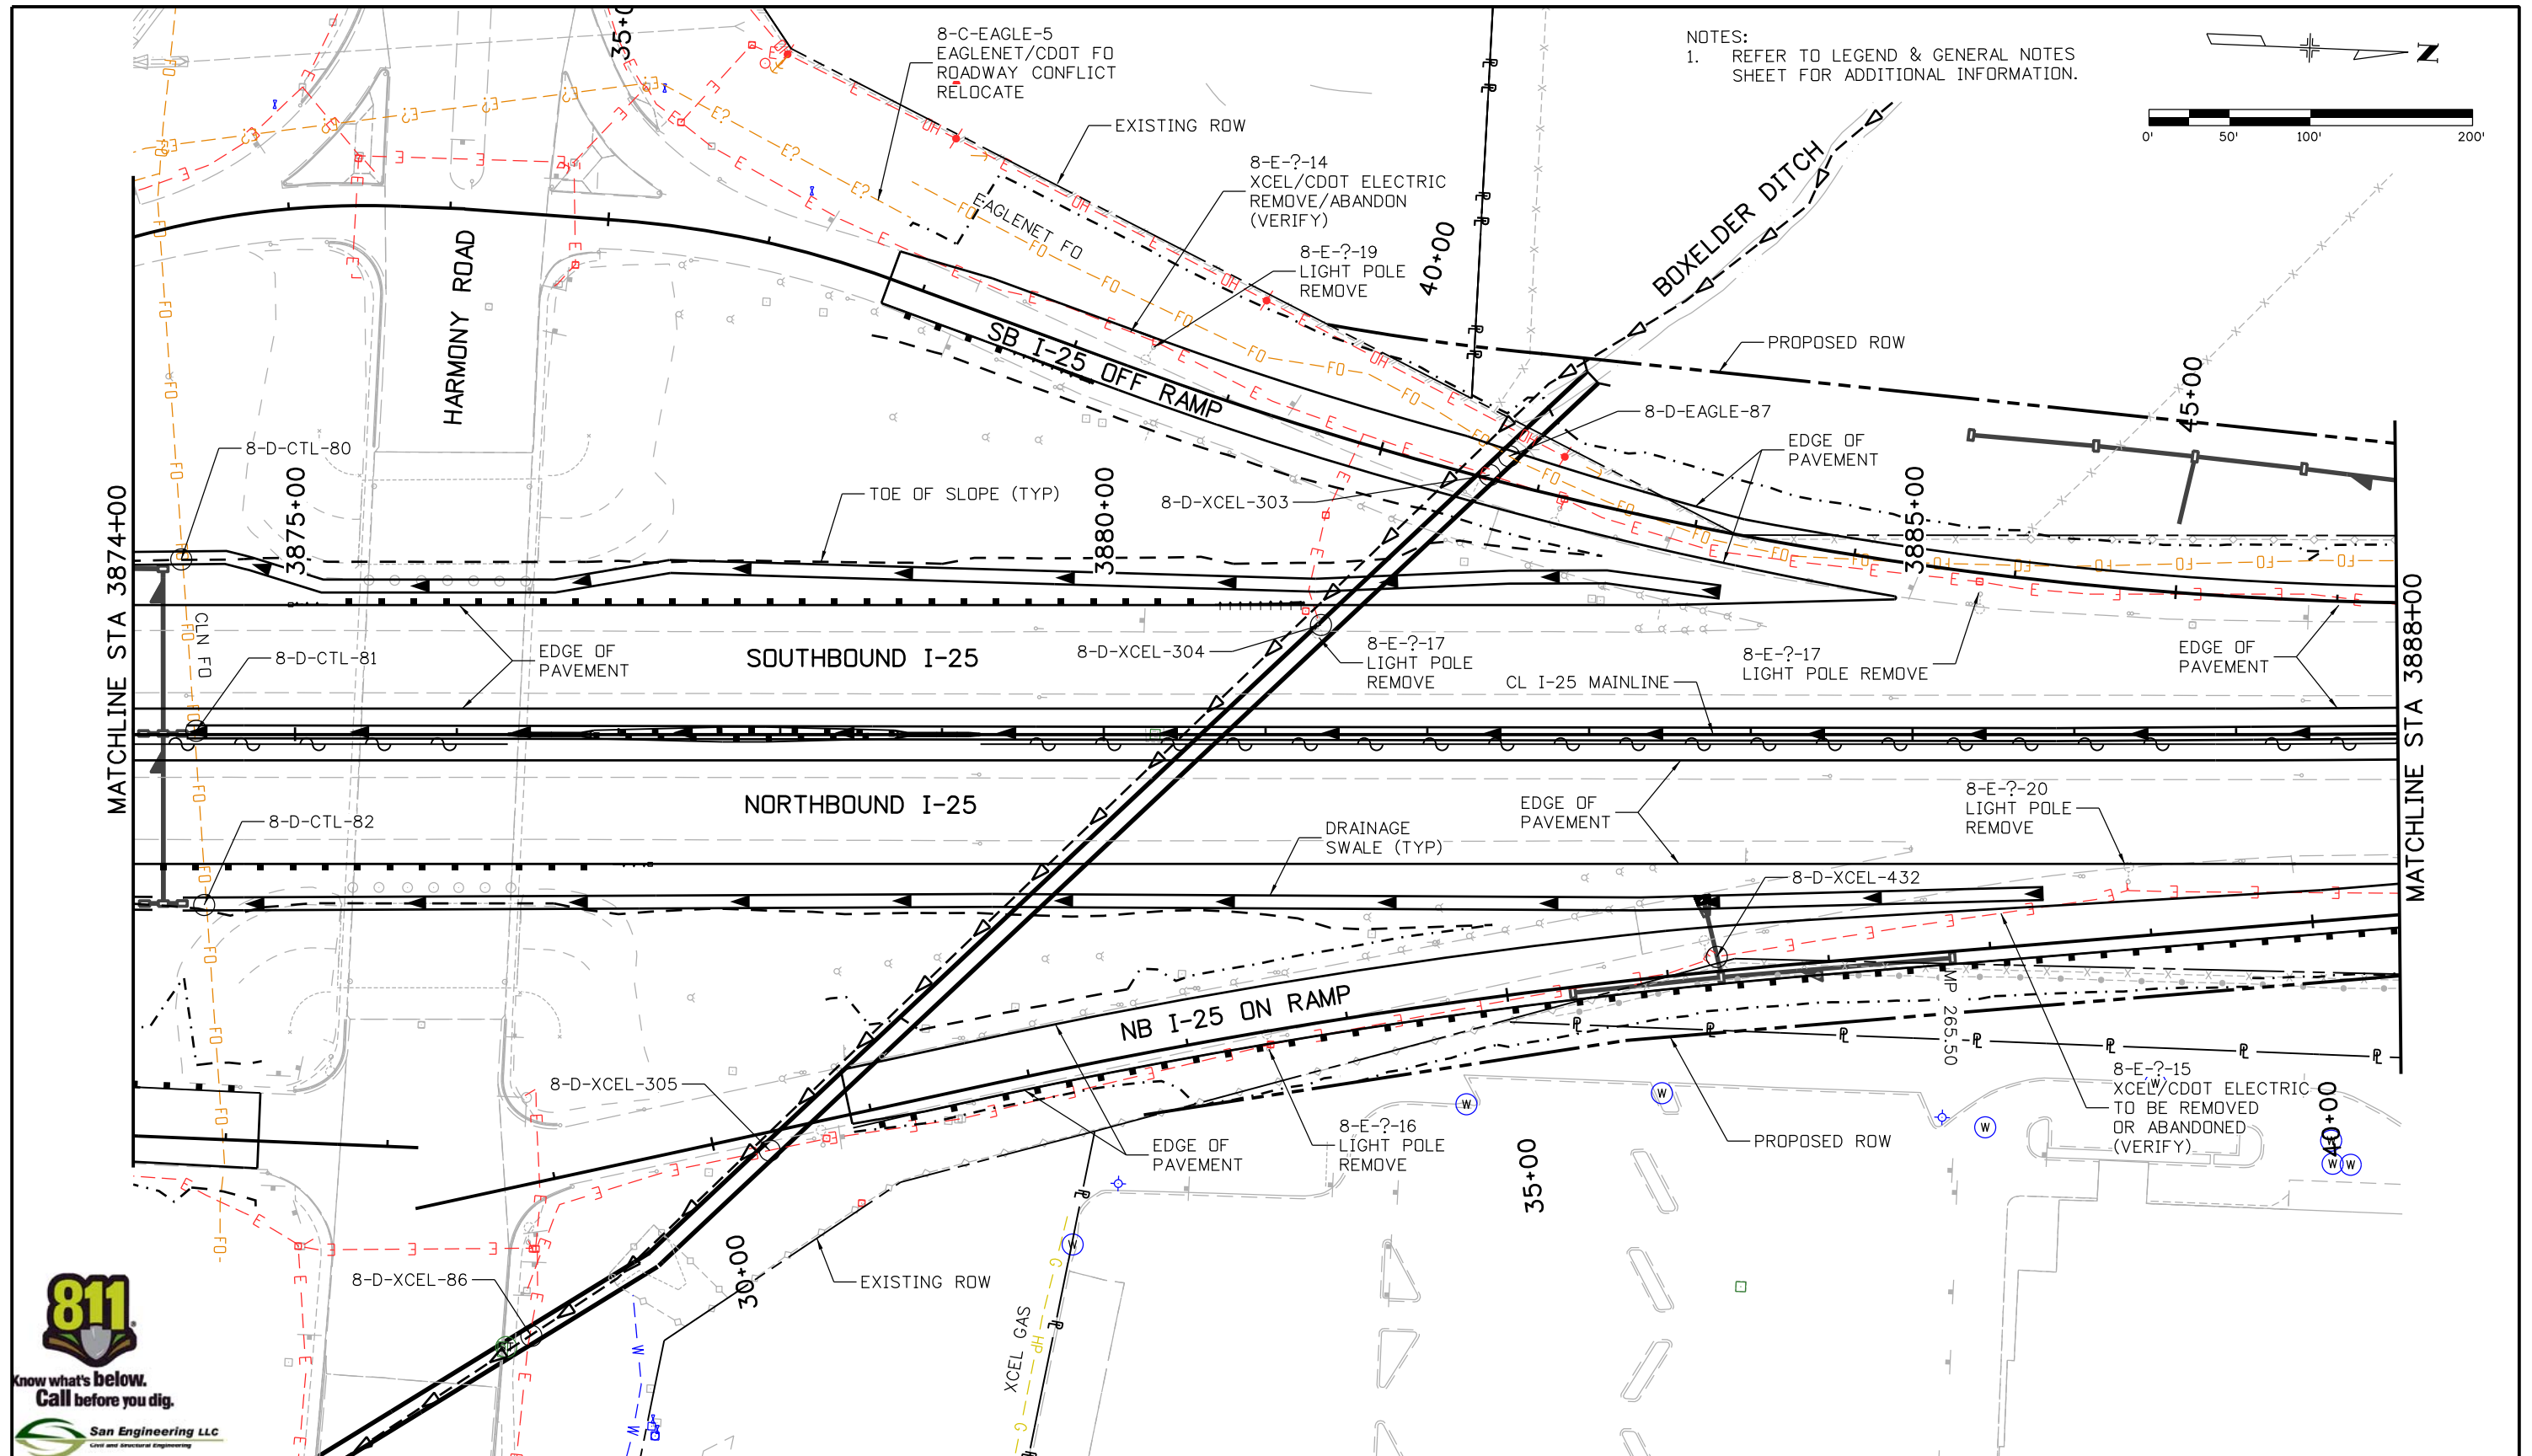 8-C-EAGLE-5
EAGLENET/CDOT FO
ROADWAY CONFLICT
RELOCATE
NOTES:
1. REFER TO LEGEND & GENERAL NOTES
SHEET FOR ADDITIONAL INFORMATION.
N
0' 50' 100' 200'
EXISTING ROW
8-E-?-14
XCEL/CDOT ELECTRIC
REMOVE/ABANDON
(VERIFY)
EAGLENET FO
8-E-?-19
LIGHT POLE
REMOVE
40+00
BOXELDER DITCH
HARMONY ROAD
SB I-25 OFF RAMP
PROPOSED ROW
45+00
8-D-EAGLE-87
EDGE OF
PAVEMENT
8-D-CTL-80
3875+00
TOE OF SLOPE (TYP)
3880+00
8-D-XCEL-303
3885+00
MATCHLINE STA 3874+00
CLN FO
8-D-CTL-81
EDGE OF
PAVEMENT
SOUTHBOUND I-25
8-D-XCEL-304
8-E-?-17
LIGHT POLE
REMOVE
CL I-25 MAINLINE
8-E-?-17
LIGHT POLE REMOVE
EDGE OF
PAVEMENT
MATCHLINE STA 3888+00
NORTHBOUND I-25
8-D-CTL-82
DRAINAGE
SWALE (TYP)
EDGE OF
PAVEMENT
8-E-?-20
LIGHT POLE
REMOVE
8-D-XCEL-432
NB I-25 ON RAMP
MP 265.50
8-D-XCEL-305
EDGE OF
PAVEMENT
8-E-?-16
LIGHT POLE
REMOVE
35+00
PROPOSED ROW
8-E-?-15
XCEL/CDOT ELECTRIC
TO BE REMOVED
OR ABANDONED
(VERIFY)
40+00
8-D-XCEL-86
30+00
EXISTING ROW
XCEL GAS
811
Know what's below.
Call before you dig.
San Engineering LLC
Civil and Structural Engineering